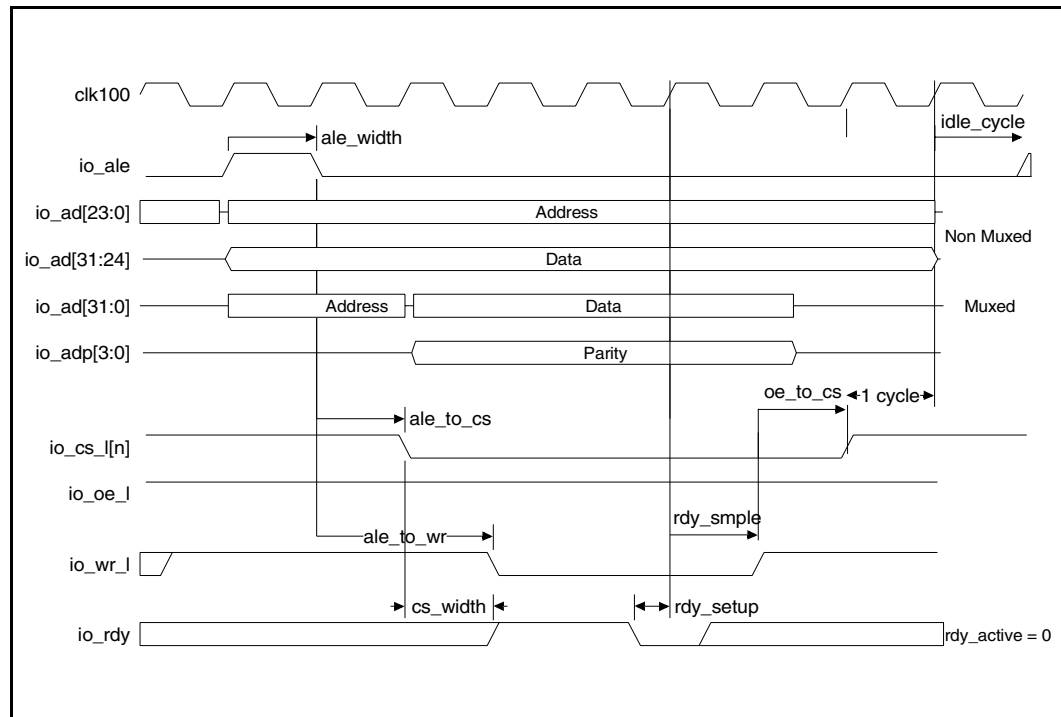 clk100
idle_cycle
ale_width
io_ale
io_ad[23:0]
Address
Non Muxed
io_ad[31:24]
Data
io_ad[31:0]
Address
Data
Muxed
io_adp[3:0]
Parity
oe_to_cs
1 cycle
ale_to_cs
io_cs_l[n]
io_oe_l
rdy_smple
ale_to_wr
io_wr_l
cs_width
rdy_setup
io_rdy
rdy_active = 0